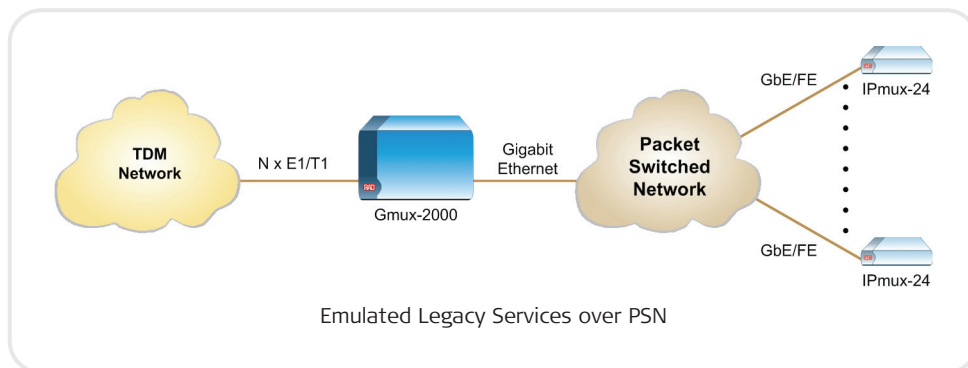 TDM
Network
N x E1/T1
RAD
Gmux-2000
Gigabit
Ethernet
Packet
Switched
Network
GbE/FE
IPmux-24
GbE/FE
IPmux-24
Emulated Legacy Services over PSN